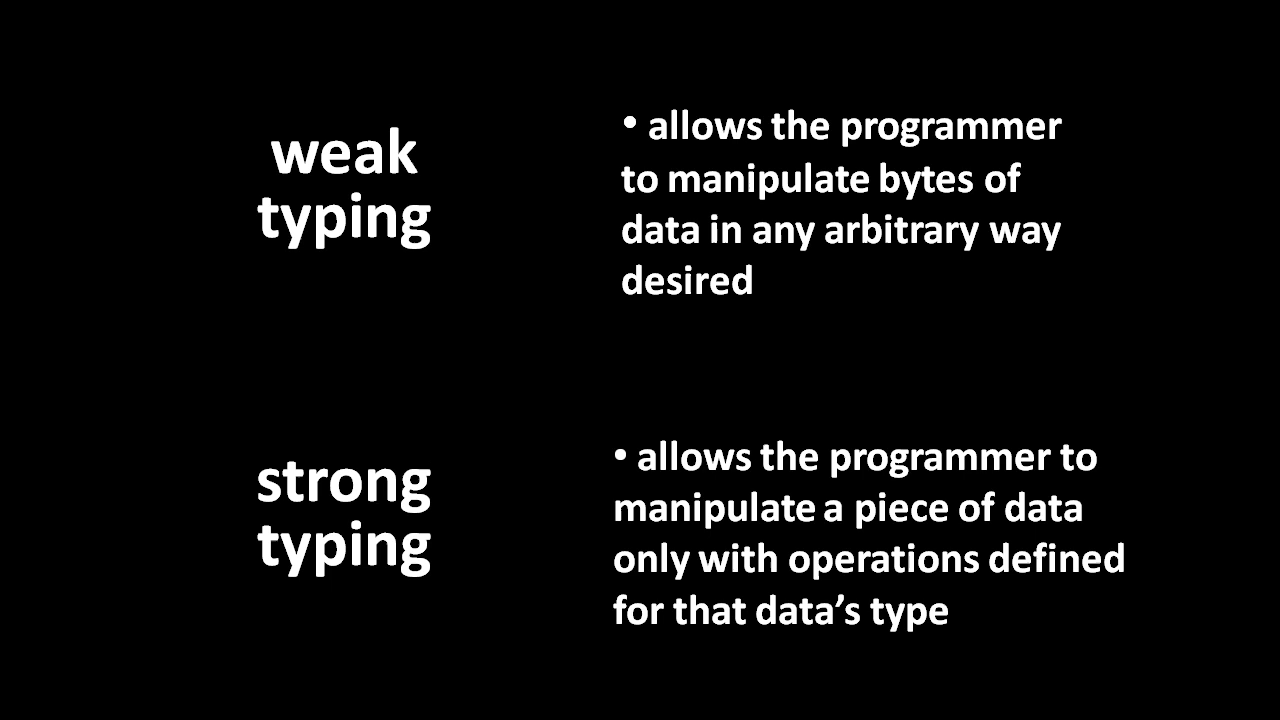 weak
typing
• allows the programmer
to manipulate bytes of
data in any arbitrary way
desired
strong
typing
• allows the programmer to
manipulate a piece of data
only with operations defined
for that data’s type